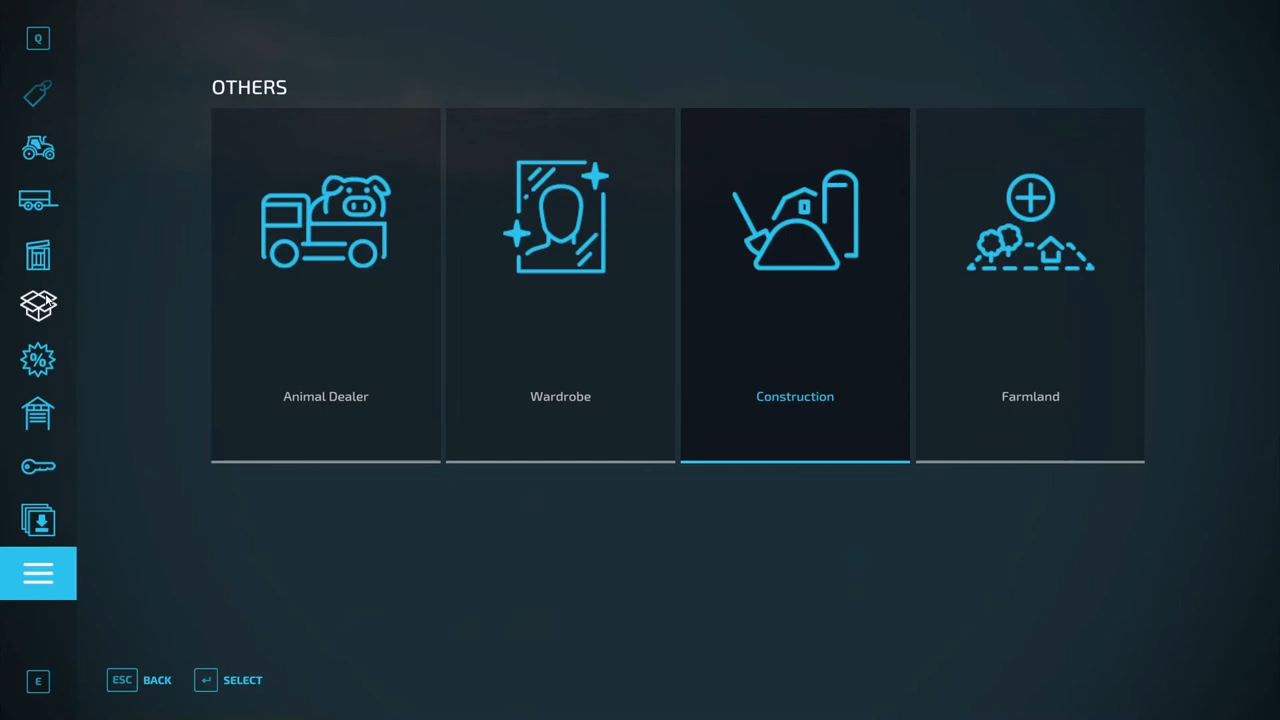 Q
OTHERS
%
Animal Dealer
Wardrobe
Construction
Farmland
E
ESC BACK
SELECT